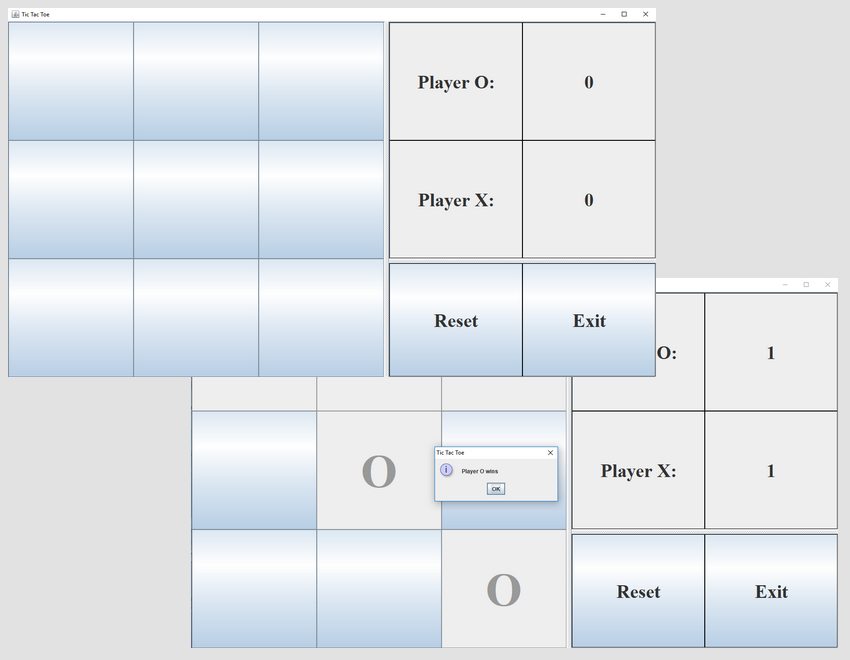 Tic Tac Toe
Player O: 0
Player X: 0
Reset Exit
O: 1
Player X: 1
O
Tic Tac Toe
Player O wins
OK
O
Reset Exit